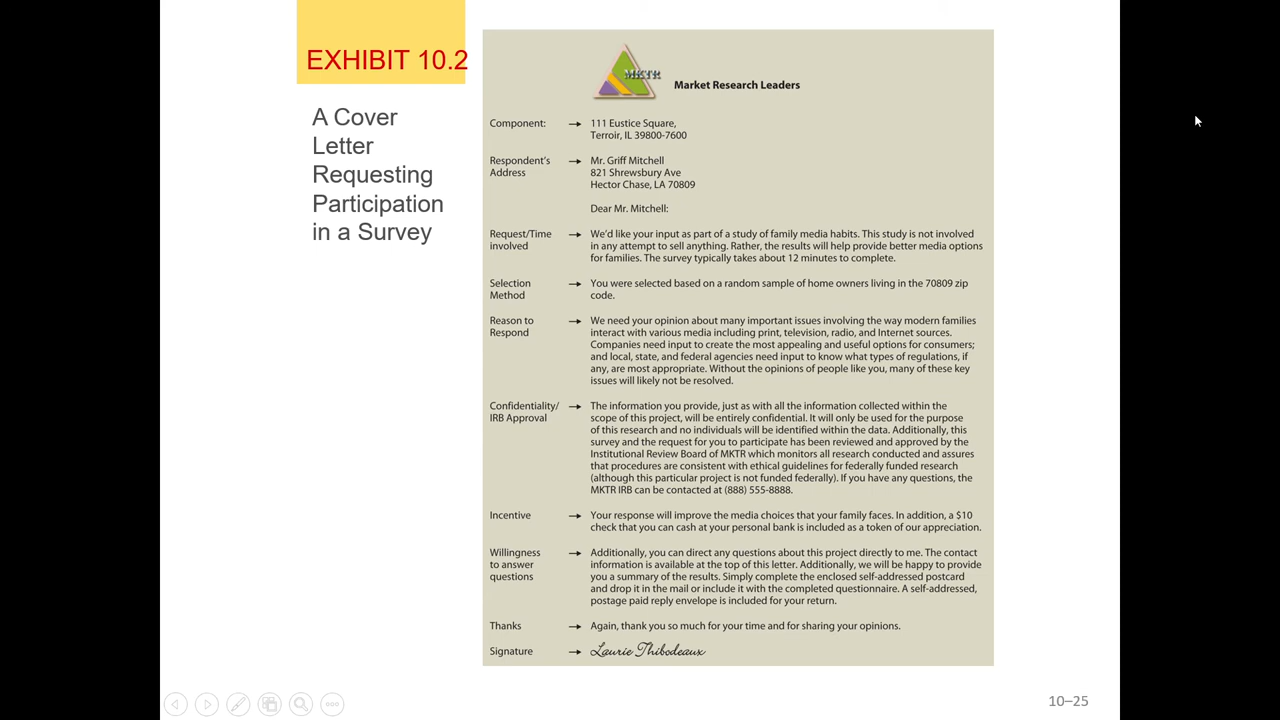 EXHIBIT 10.2
A Cover
Letter
Requesting
Participation
in a Survey
MKTR
Market Research Leaders
Component: → 111 Eustice Square,
Terroir, IL 39800-7600
Respondent's → Mr. Griff Mitchell
Address 821 Shrewsbury Ave
Hector Chase, LA 70809
Dear Mr. Mitchell:
Request/Time → We'd like your input as part of a study of family media habits. This study is not involved
involved in any attempt to sell anything. Rather, the results will help provide better media options
for families. The survey typically takes about 12 minutes to complete.
Selection → You were selected based on a random sample of home owners living in the 70809 zip
Method code.
Reason to → We need your opinion about many important issues involving the way modern families
Respond interact with various media including print, television, radio, and Internet sources.
Companies need input to create the most appealing and useful options for consumers;
and local, state, and federal agencies need input to know what types of regulations, if
any, are most appropriate. Without the opinions of people like you, many of these key
issues will likely not be resolved.
Confidentiality/ → The information you provide, just as with all the information collected within the
IRB Approval scope of this project, will be entirely confidential. It will only be used for the purpose
of this research and no individuals will be identified within the data. Additionally, this
survey and the request for you to participate has been reviewed and approved by the
Institutional Review Board of MKTR which monitors all research conducted and assures
that procedures are consistent with ethical guidelines for federally funded research
(although this particular project is not funded federally). If you have any questions, the
MKTR IRB can be contacted at (888) 555-8888.
Incentive → Your response will improve the media choices that your family faces. In addition, a $10
check that you can cash at your personal bank is included as a token of our appreciation.
Willingness → Additionally, you can direct any questions about this project directly to me. The contact
to answer information is available at the top of this letter. Additionally, we will be happy to provide
questions you a summary of the results. Simply complete the enclosed self-addressed postcard
and drop it in the mail or include it with the completed questionnaire. A self-addressed,
postage paid reply envelope is included for your return.
Thanks → Again, thank you so much for your time and for sharing your opinions.
Signature → Laurie Thibodeaux
10–25